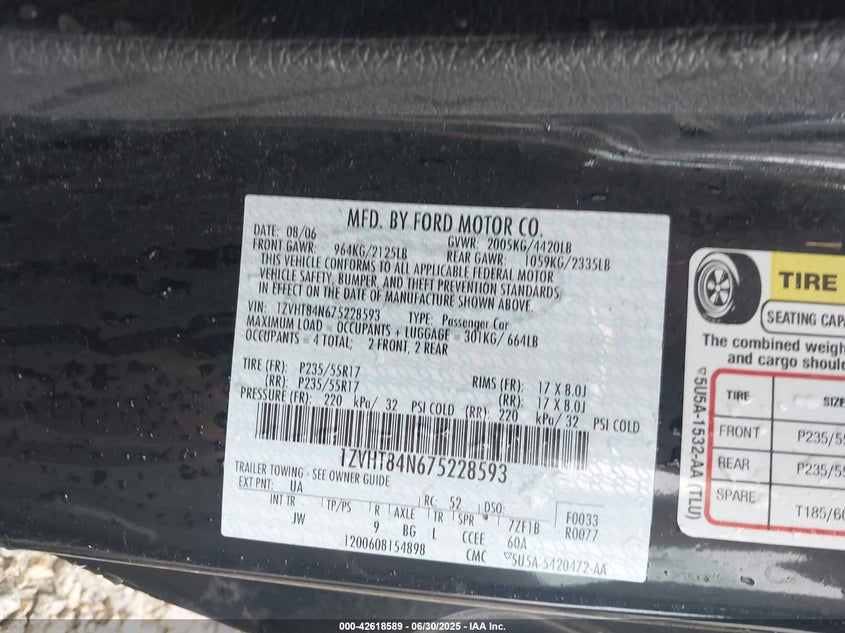 MFD. BY FORD MOTOR CO.
DATE: 08/06 GVWR: 2005KG/4420LB
FRONT GAWR: 964KG/2125LB REAR GAWR: 1059KG/2335LB
THIS VEHICLE CONFORMS TO ALL APPLICABLE FEDERAL MOTOR
VEHICLE SAFETY, BUMPER, AND THEFT PREVENTION STANDARDS
IN EFFECT ON THE DATE OF MANUFACTURE SHOWN ABOVE.
VIN: 1ZVHT84N675228593 TYPE: Passenger Car
MAXIMUM LOAD = OCCUPANTS + LUGGAGE = 301KG/ 664LB
OCCUPANTS = 4 TOTAL; 2 FRONT, 2 REAR
TIRE (FR): P235/55R17 RIMS (FR): 17 X 8.0J
(RR): P235/55R17 (RR): 17 X 8.0J
PRESSURE (FR): 220 kPa/ 32 PSI COLD (RR): 220 kPa/ 32 PSI COLD
1ZVHT84N675228593
TRAILER TOWING - SEE OWNER GUIDE
EXT PNT: UA RC: 52 DSO: F0033
INT TR TP/PS R AXLE TR SPR 7ZF1B R0077
JW 9 BG L CCEE 60A
1200608154898 CMC 5U5A-5420472-AA
TIRE
SEATING CAPA
The combined weigh
and cargo shoul
TIRE SIZE
FRONT P235/55
REAR P235/55
SPARE T185/60
5U5A-1532-AA (TLU)
000-42618589 - 06/30/2025 - IAA Inc.